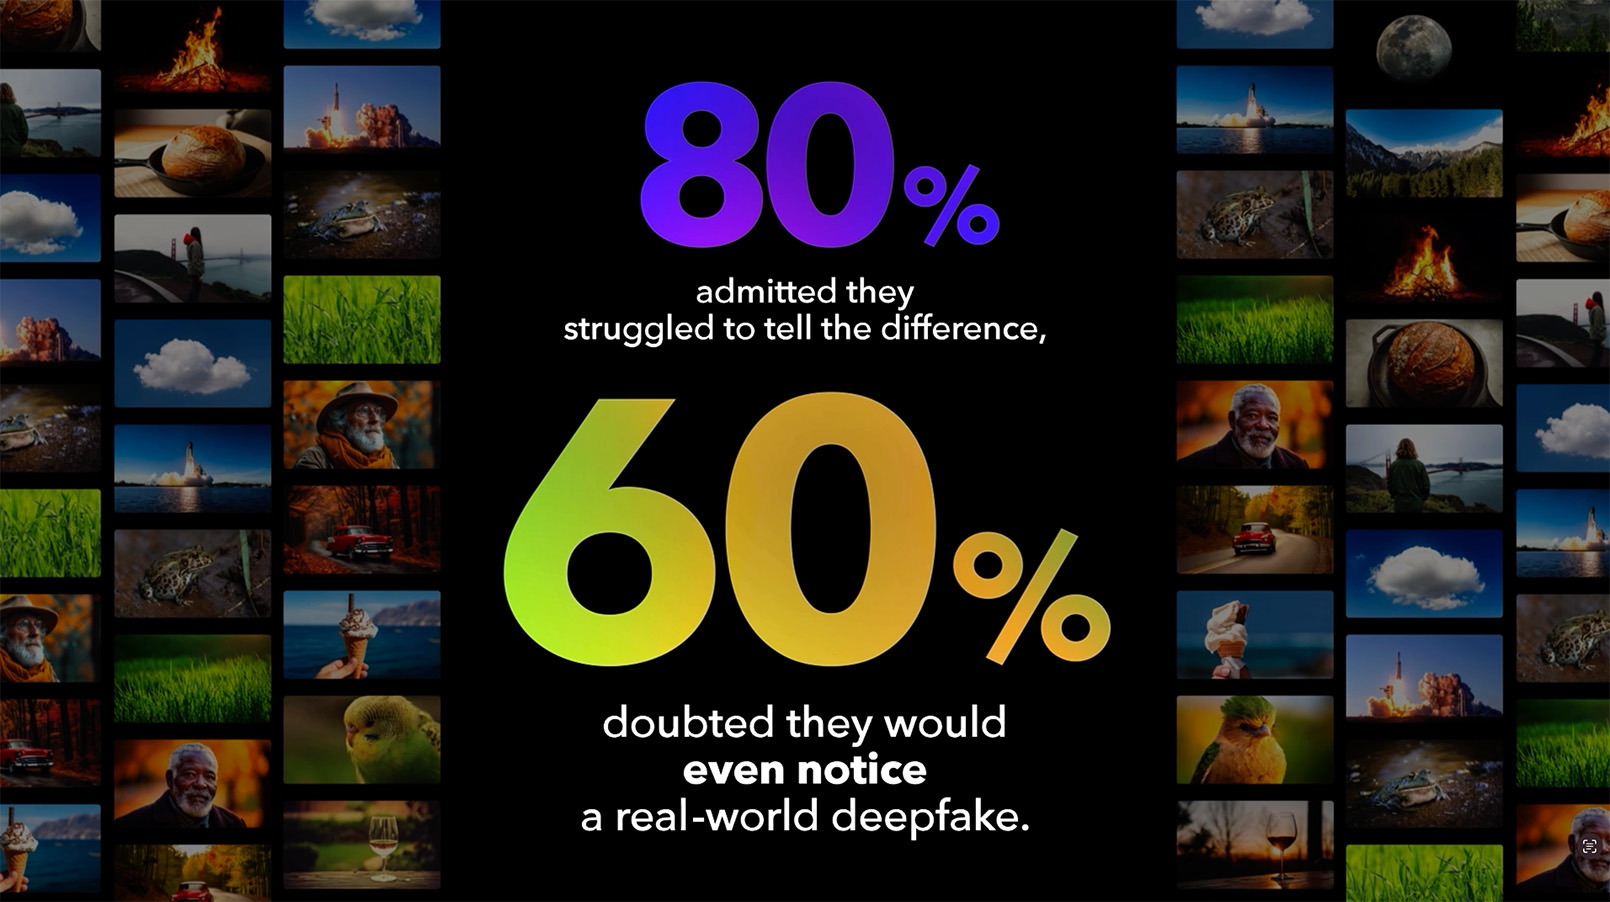 80%
admitted they
struggled to tell the difference,
60%
doubted they would
even notice
a real-world deepfake.